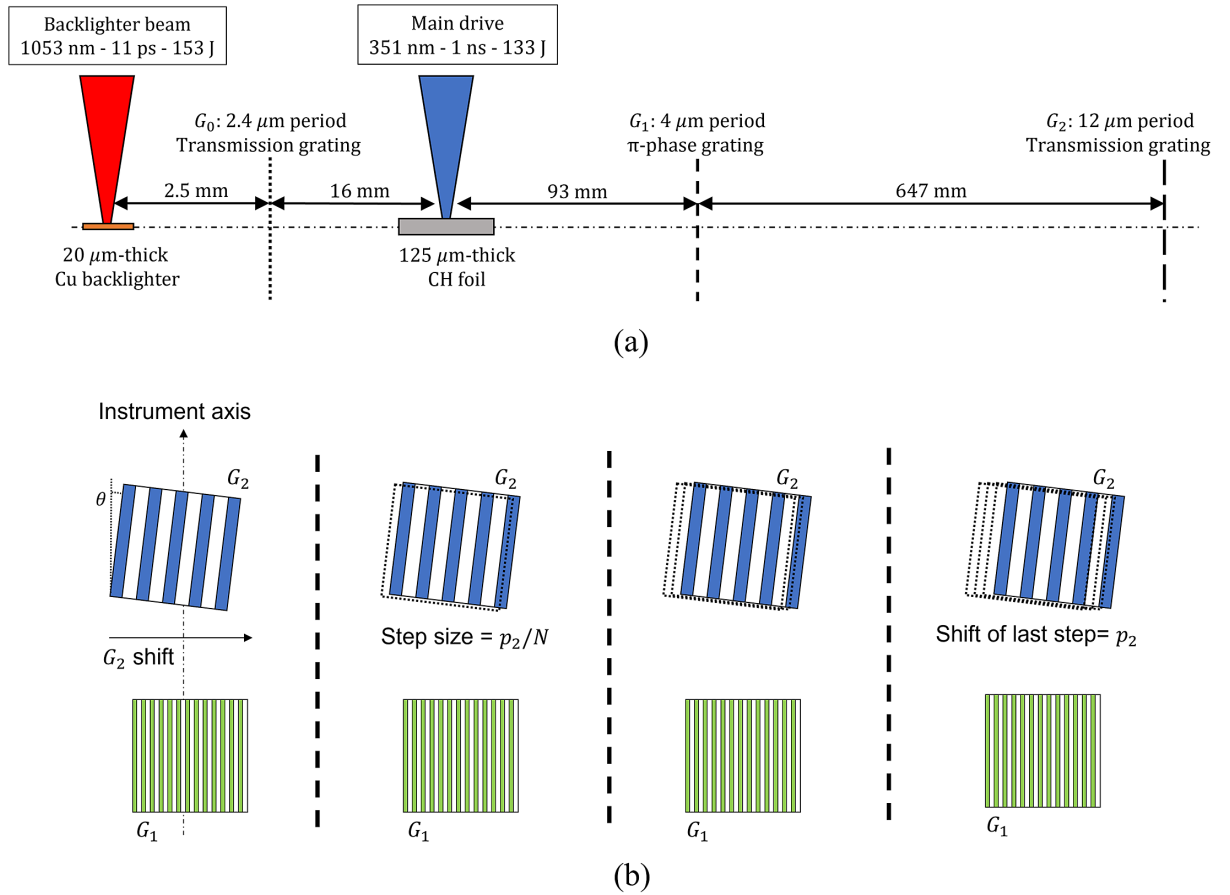 Backlighter beam
1053 nm - 11 ps - 153 J
Main drive
351 nm - 1 ns - 133 J
G₀: 2.4 μm period
Transmission grating
G₁: 4 μm period
π-phase grating
G₂: 12 μm period
Transmission grating
2.5 mm
16 mm
93 mm
647 mm
20 μm-thick
Cu backlighter
125 μm-thick
CH foil
(a)
Instrument axis
G₂
θ
G₂
G₂
G₂
G₂ shift
Step size = p₂/N
Shift of last step= p₂
G₁
G₁
G₁
G₁
(b)